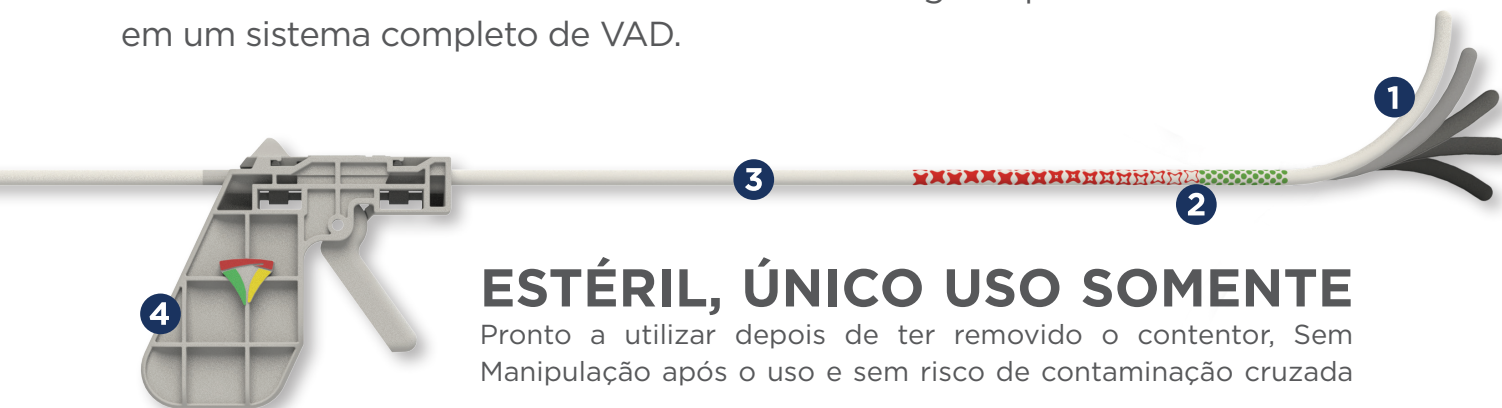 em um sistema completo de VAD.
1
3
2
ESTÉRIL, ÚNICO USO SOMENTE
4
Pronto a utilizar depois de ter removido o contentor, Sem
Manipulação após o uso e sem risco de contaminação cruzada